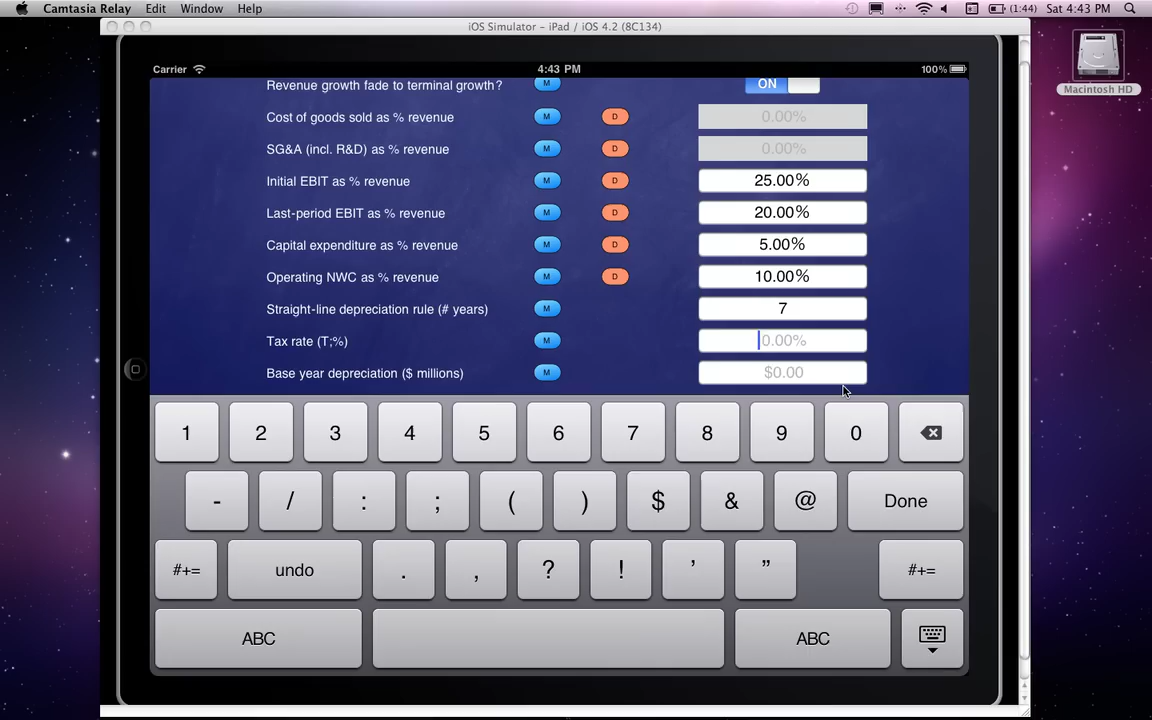 Camtasia Relay Edit Window Help (1:44) Sat 4:43 PM
iOS Simulator – iPad / iOS 4.2 (8C134)
Carrier 4:43 PM 100%
Macintosh HD
Revenue growth fade to terminal growth? M ON
Cost of goods sold as % revenue M D 0.00%
SG&A (incl. R&D) as % revenue M D 0.00%
Initial EBIT as % revenue M D 25.00%
Last-period EBIT as % revenue M D 20.00%
Capital expenditure as % revenue M D 5.00%
Operating NWC as % revenue M D 10.00%
Straight-line depreciation rule (# years) M 7
Tax rate (T;%) M 0.00%
Base year depreciation ($ millions) M $0.00
1 2 3 4 5 6 7 8 9 0
- / : ; ( ) $ & @ Done
#+= undo . , ? ! ’ ” #+=
ABC ABC